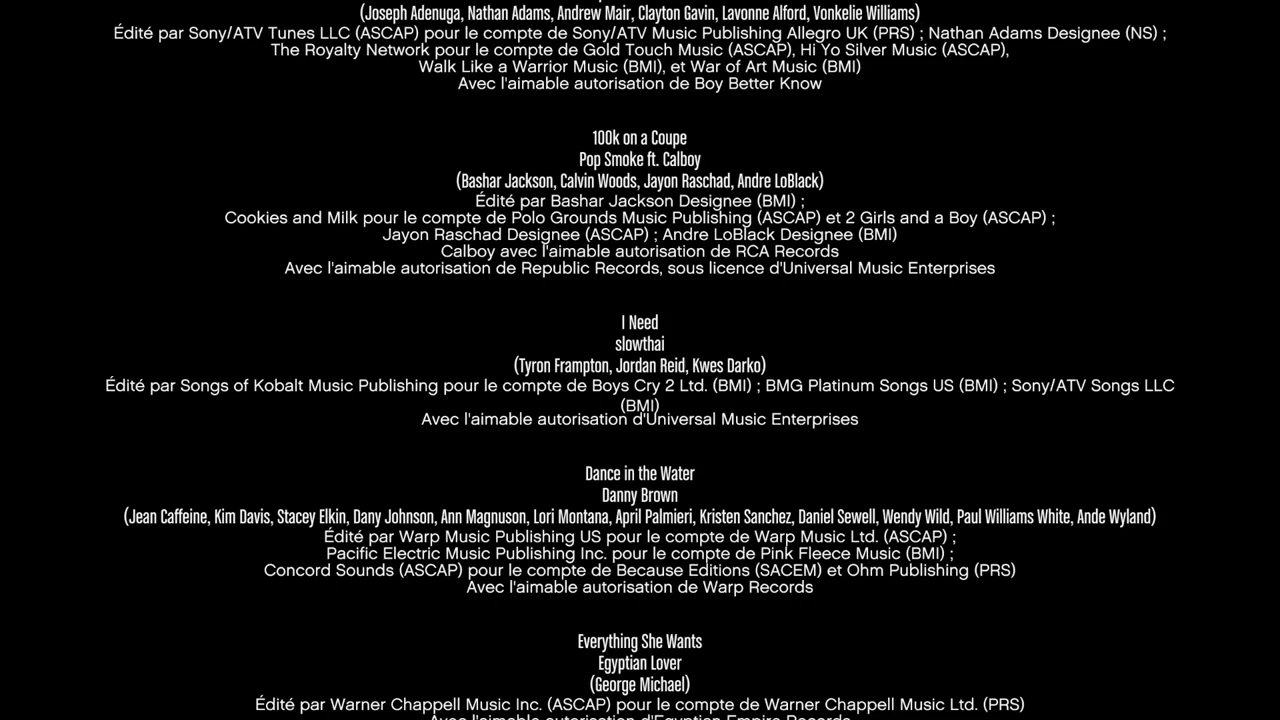 (Joseph Adenuga, Nathan Adams, Andrew Mair, Clayton Gavin, Lavonne Alford, Vonkelie Williams)
Édité par Sony/ATV Tunes LLC (ASCAP) pour le compte de Sony/ATV Music Publishing Allegro UK (PRS) ; Nathan Adams Designee (NS) ;
The Royalty Network pour le compte de Gold Touch Music (ASCAP), Hi Yo Silver Music (ASCAP),
Walk Like a Warrior Music (BMI), et War of Art Music (BMI)
Avec l'aimable autorisation de Boy Better Know
100k on a Coupe
Pop Smoke ft. Calboy
(Bashar Jackson, Calvin Woods, Jayon Raschad, Andre LoBlack)
Édité par Bashar Jackson Designee (BMI) ;
Cookies and Milk pour le compte de Polo Grounds Music Publishing (ASCAP) et 2 Girls and a Boy (ASCAP) ;
Jayon Raschad Designee (ASCAP) ; Andre LoBlack Designee (BMI)
Calboy avec l'aimable autorisation de RCA Records
Avec l'aimable autorisation de Republic Records, sous licence d'Universal Music Enterprises
I Need
slowthai
(Tyron Frampton, Jordan Reid, Kwes Darko)
Édité par Songs of Kobalt Music Publishing pour le compte de Boys Cry 2 Ltd. (BMI) ; BMG Platinum Songs US (BMI) ; Sony/ATV Songs LLC
(BMI)
Avec l'aimable autorisation d'Universal Music Enterprises
Dance in the Water
Danny Brown
(Jean Caffeine, Kim Davis, Stacey Elkin, Dany Johnson, Ann Magnuson, Lori Montana, April Palmieri, Kristen Sanchez, Daniel Sewell, Wendy Wild, Paul Williams White, Ande Wyland)
Édité par Warp Music Publishing US pour le compte de Warp Music Ltd. (ASCAP) ;
Pacific Electric Music Publishing Inc. pour le compte de Pink Fleece Music (BMI) ;
Concord Sounds (ASCAP) pour le compte de Because Editions (SACEM) et Ohm Publishing (PRS)
Avec l'aimable autorisation de Warp Records
Everything She Wants
Egyptian Lover
(George Michael)
Édité par Warner Chappell Music Inc. (ASCAP) pour le compte de Warner Chappell Music Ltd. (PRS)
Avec l'aimable autorisation d'Egyptian Empire Records